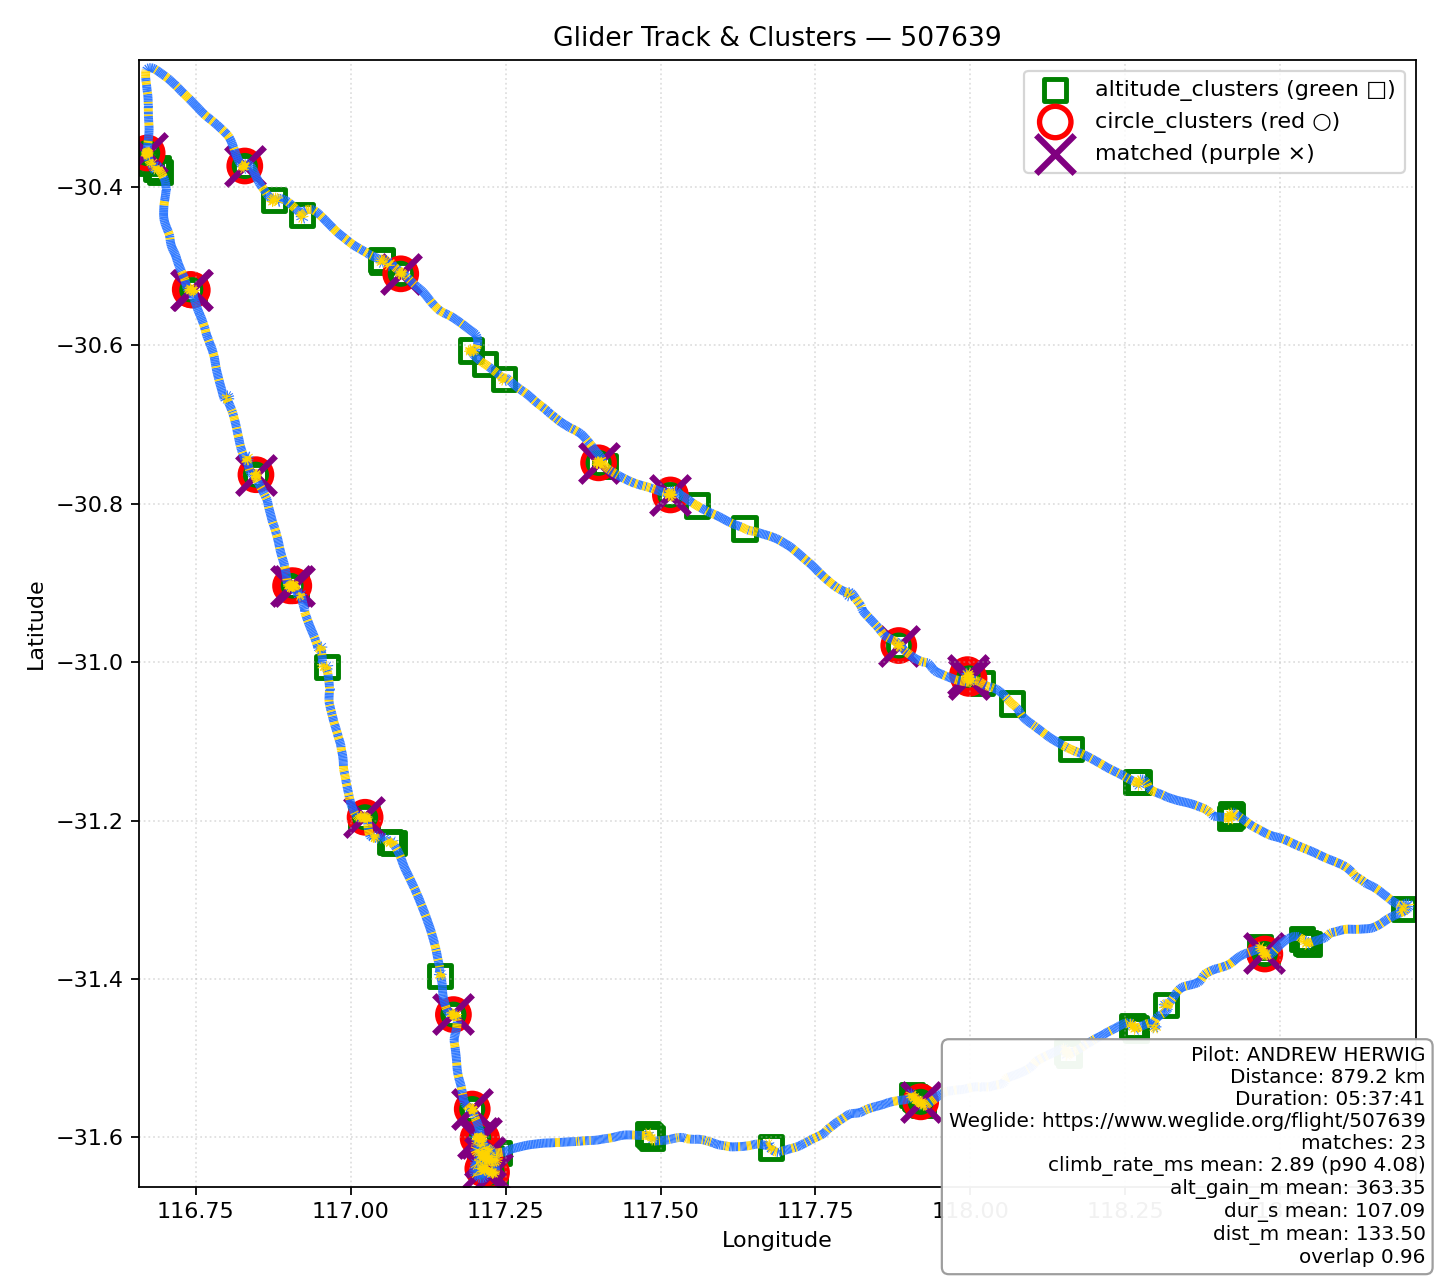 Glider Track & Clusters — 507639
altitude_clusters (green □)
circle_clusters (red ○)
matched (purple ×)
−30.4
−30.6
−30.8
−31.0
−31.2
−31.4
−31.6
Latitude
116.75
117.00
117.25
117.50
117.75
118.00
118.25
Longitude
Pilot: ANDREW HERWIG
Distance: 879.2 km
Duration: 05:37:41
Weglide: https://www.weglide.org/flight/507639
matches: 23
climb_rate_ms mean: 2.89 (p90 4.08)
alt_gain_m mean: 363.35
dur_s mean: 107.09
dist_m mean: 133.50
overlap 0.96